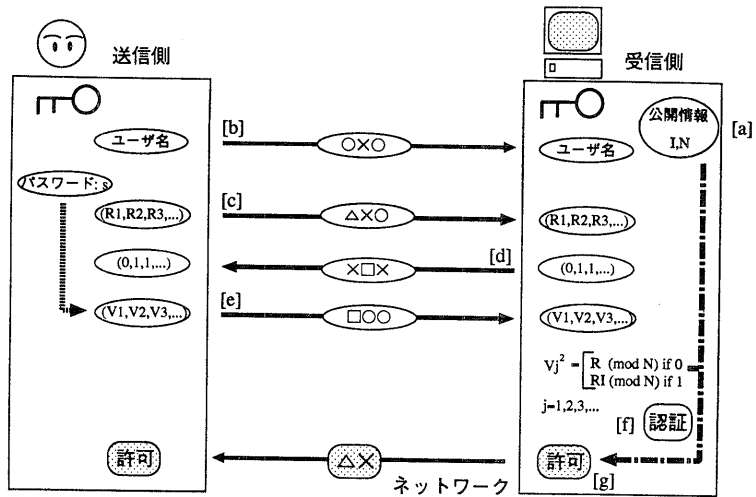 送信側
受信側
公開情報
I,N
[a]
ユーザ名
[b]
○×○
ユーザ名
パスワード: s
(R1,R2,R3,...)
[c]
△×○
(R1,R2,R3,...)
(0,1,1,...)
×□×
[d]
(0,1,1,...)
(V1,V2,V3,...)
[e]
□○○
(V1,V2,V3,...)
Vj² = R (mod N) if 0
RI (mod N) if 1
j=1,2,3,...
[f]
認証
許可
△×
許可
[g]
ネットワーク